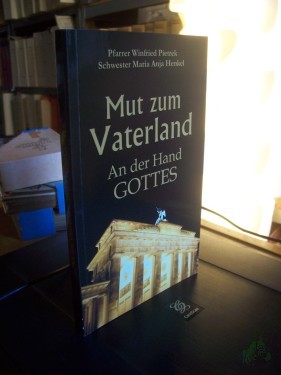 Pfarrer Winfried Pietrek
Schwester Maria Anja Henkel
Mut zum
Vaterland
An der Hand
GOTTES